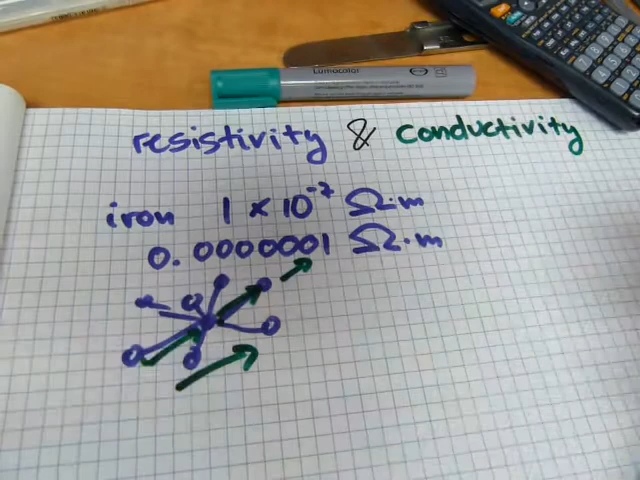 Lumocolor
resistivity & conductivity
iron 1 × 10⁻⁷ Ω·m
0.0000001 Ω·m